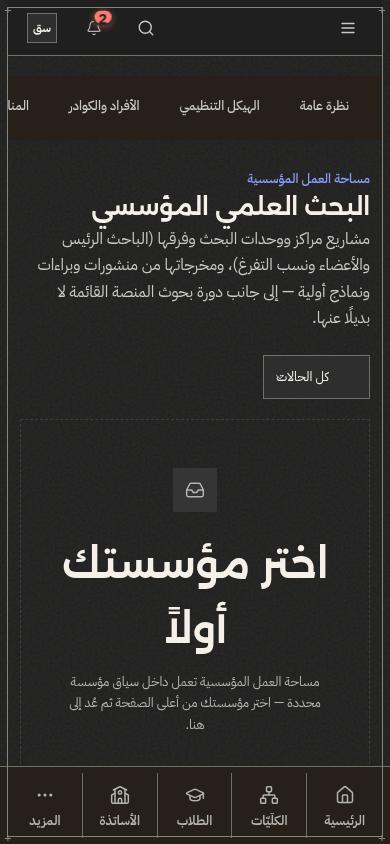 سق
2
نظرة عامة
الهيكل التنظيمي
الأفراد والكوادر
مساحة العمل المؤسسية
البحث العلمي المؤسسي
مشاريع مراكز ووحدات البحث وفرقها (الباحث الرئيس
والأعضاء ونسب التفرغ)، ومخرجاتها من منشورات وبراءات
ونماذج أولية — إلى جانب دورة بحوث المنصة القائمة لا
بديلًا عنها.
كل الحالات
اختر مؤسستك
أولاً
مساحة العمل المؤسسية تعمل داخل سياق مؤسسة
محددة — اختر مؤسستك من أعلى الصفحة ثم عُد إلى
هنا.
الرئيسية
الكليّات
الطلاب
الأساتذة
المزيد